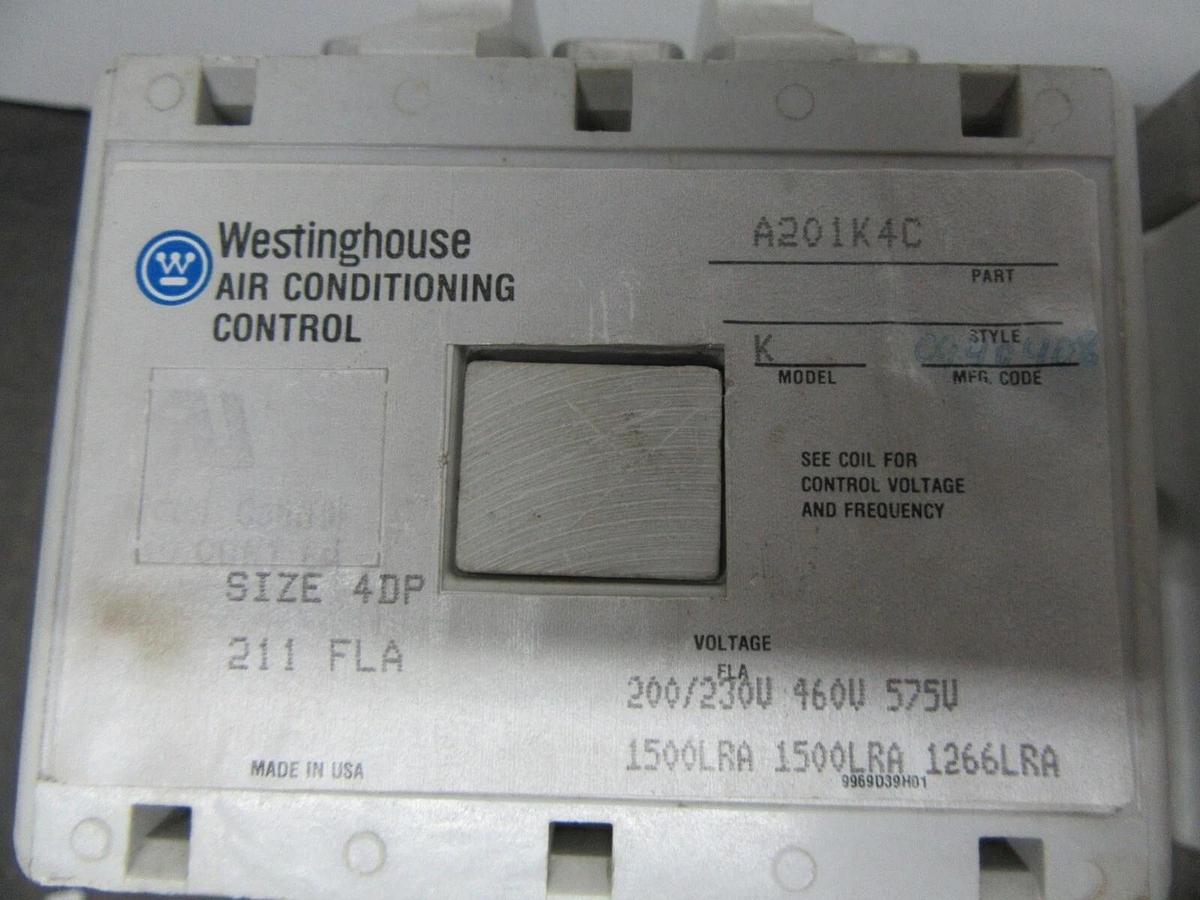 Westinghouse
AIR CONDITIONING
CONTROL
W
A201K4C
PART
STYLE
K
MODEL
MFG. CODE
SEE COIL FOR
CONTROL VOLTAGE
AND FREQUENCY
SIZE 4DP
211 FLA
VOLTAGE
FLA
200/230V 460V 575V
1500LRA 1500LRA 1266LRA
MADE IN USA
9969D39H01